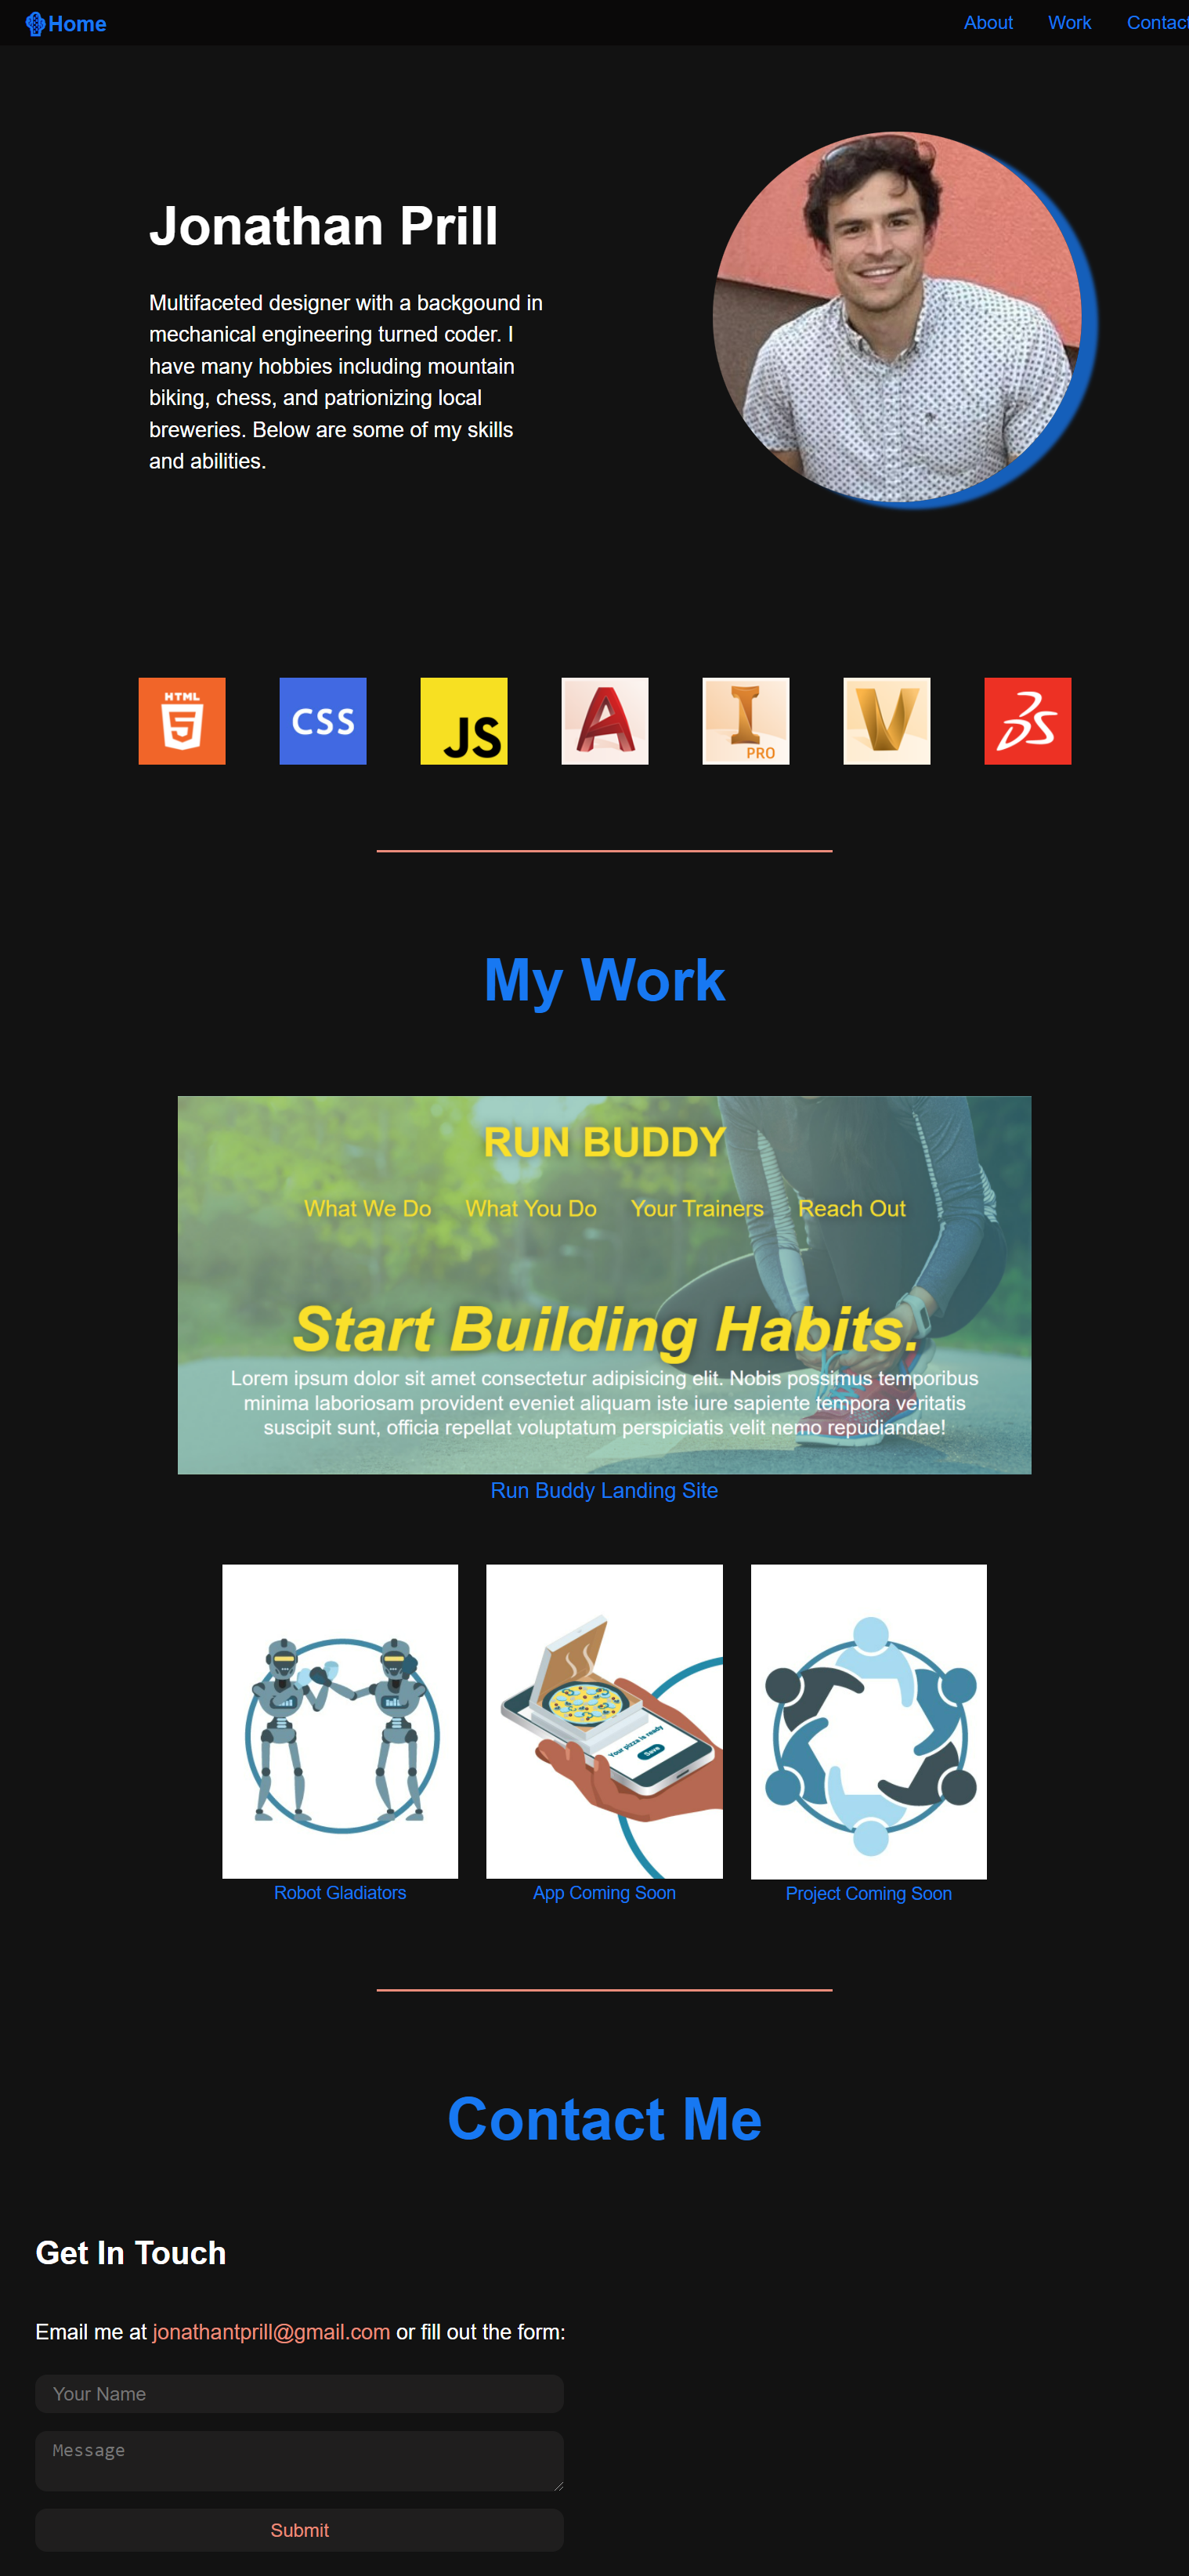 Home
About Work Contact
Jonathan Prill
Multifaceted designer with a backgound in
mechanical engineering turned coder. I
have many hobbies including mountain
biking, chess, and patrionizing local
breweries. Below are some of my skills
and abilities.
HTML
5
CSS
JS
A
I
PRO
V
3DS
My Work
RUN BUDDY
What We Do What You Do Your Trainers Reach Out
Start Building Habits.
Lorem ipsum dolor sit amet consectetur adipisicing elit. Nobis possimus temporibus
minima laboriosam provident eveniet aliquam iste iure sapiente tempora veritatis
suscipit sunt, officia repellat voluptatum perspiciatis velit nemo repudiandae!
Run Buddy Landing Site
Your pizza is ready
Save
Robot Gladiators
App Coming Soon
Project Coming Soon
Contact Me
Get In Touch
Email me at jonathantprill@gmail.com or fill out the form:
Your Name
Message
Submit